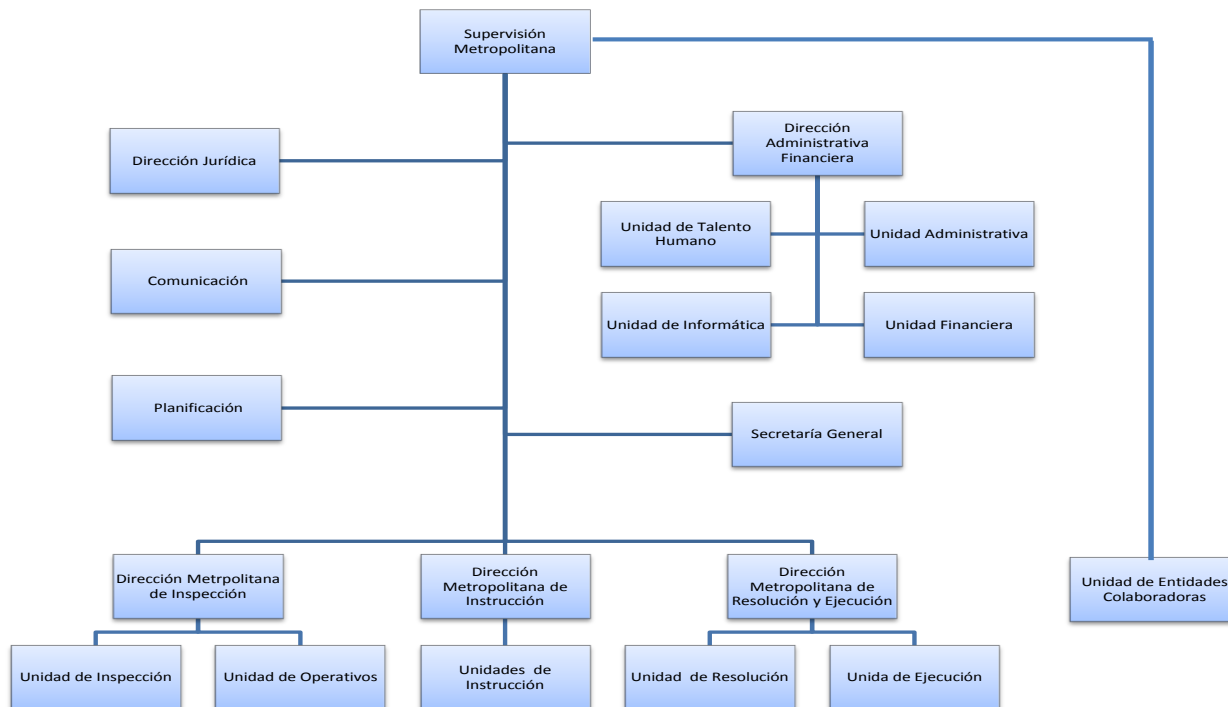 Supervisión
Metropolitana
Dirección
Administrativa
Financiera
Dirección Jurídica
Unidad de Talento
Humano
Unidad Administrativa
Comunicación
Unidad de Informática
Unidad Financiera
Planificación
Secretaría General
Dirección Metrpolitana
de Inspección
Dirección
Metropolitana de
Instrucción
Dirección
Metropolitana de
Resolución y Ejecución
Unidad de Entidades
Colaboradoras
Unidad de Inspección
Unidad de Operativos
Unidades de
Instrucción
Unidad de Resolución
Unida de Ejecución